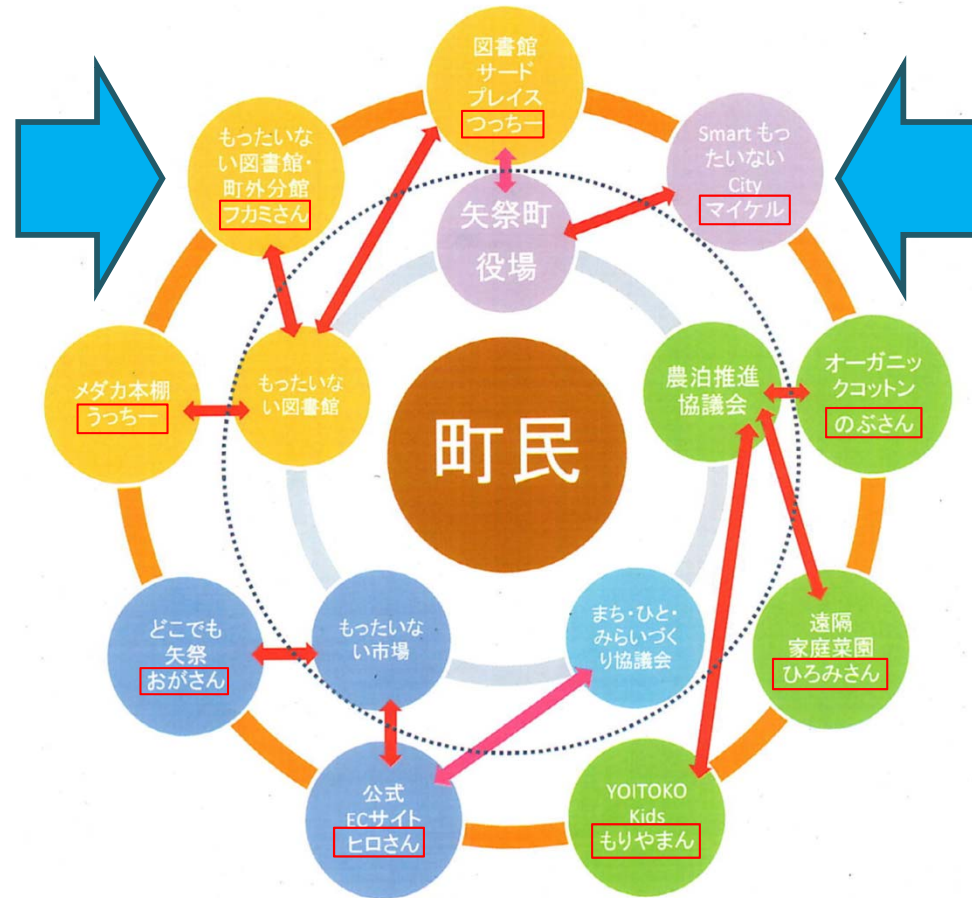 図書館
サード
プレイス
つっちー
もったいな
い図書館・
町外分館
フカミさん
Smart もっ
たいない
City
マイケル
矢祭町
役場
メダカ本棚
うっちー
もったいな
い図書館
農泊推進
協議会
オーガニッ
クコットン
のぶさん
町民
どこでも
矢祭
おがさん
もったいな
い市場
まち・ひと・
みらいづく
り協議会
遠隔
家庭菜園
ひろみさん
公式
ECサイト
ヒロさん
YOITOKO
Kids
もりやまん